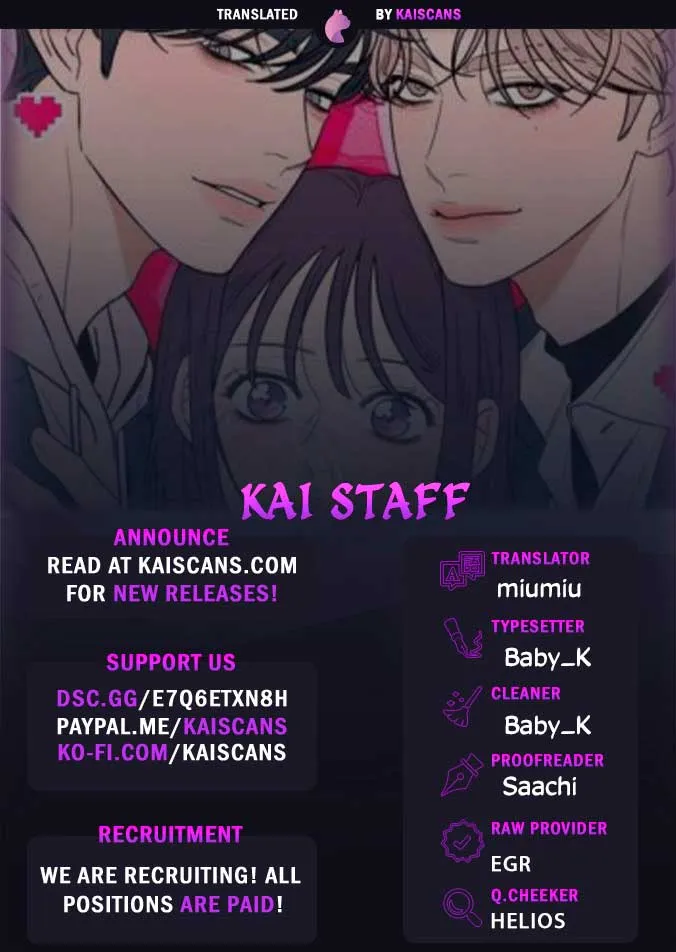 TRANSLATED BY KAISCANS
KAI STAFF
ANNOUNCE
READ AT KAISCANS.COM
FOR NEW RELEASES!
SUPPORT US
DSC.GG/E7Q6ETXN8H
PAYPAL.ME/KAISCANS
KO-FI.COM/KAISCANS
RECRUITMENT
WE ARE RECRUITING! ALL
POSITIONS ARE PAID!
TRANSLATOR
miumiu
TYPESETTER
Baby_K
CLEANER
Baby_K
PROOFREADER
Saachi
RAW PROVIDER
EGR
Q.CHEEKER
HELIOS